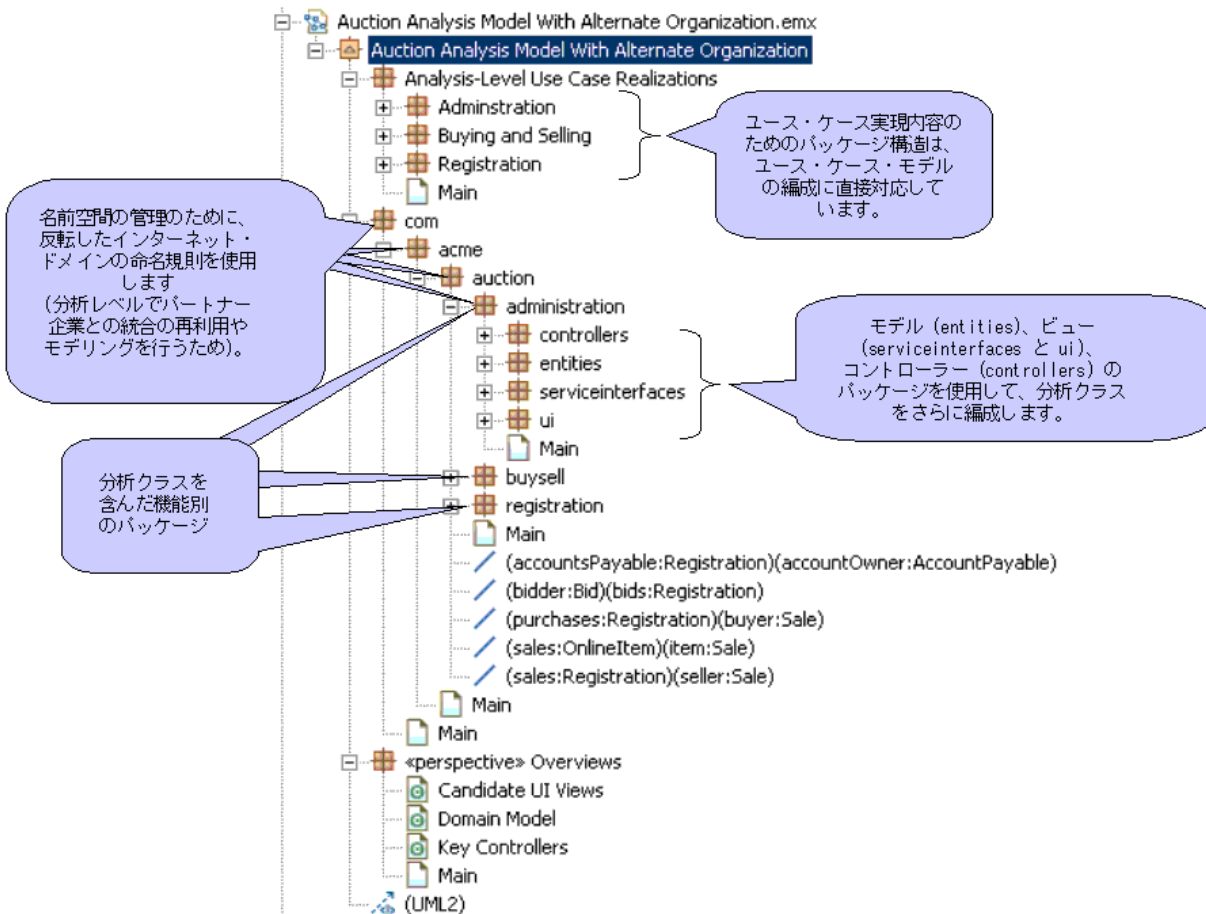 Auction Analysis Model With Alternate Organization.emx
Auction Analysis Model With Alternate Organization
Analysis-Level Use Case Realizations
Adminstration
Buying and Selling
Registration
Main
ユース・ケース実現内容の
ためのパッケージ構造は、
ユース・ケース・モデル
の編成に直接対応して
います。
名前空間の管理のために、
反転したインターネット・
ドメインの命名規則を使用
します
(分析レベルでパートナー
企業との統合の再利用や
モデリングを行うため)。
com
acme
auction
administration
controllers
entities
serviceinterfaces
ui
Main
モデル (entities)、ビュー
(serviceinterfaces と ui)、
コントローラー (controllers) の
パッケージを使用して、分析クラス
をさらに編成します。
分析クラスを
含んだ機能別
のパッケージ
buysell
registration
Main
(accountsPayable:Registration)(accountOwner:AccountPayable)
(bidder:Bid)(bids:Registration)
(purchases:Registration)(buyer:Sale)
(sales:OnlineItem)(item:Sale)
(sales:Registration)(seller:Sale)
Main
Main
«perspective» Overviews
Candidate UI Views
Domain Model
Key Controllers
Main
(UML2)